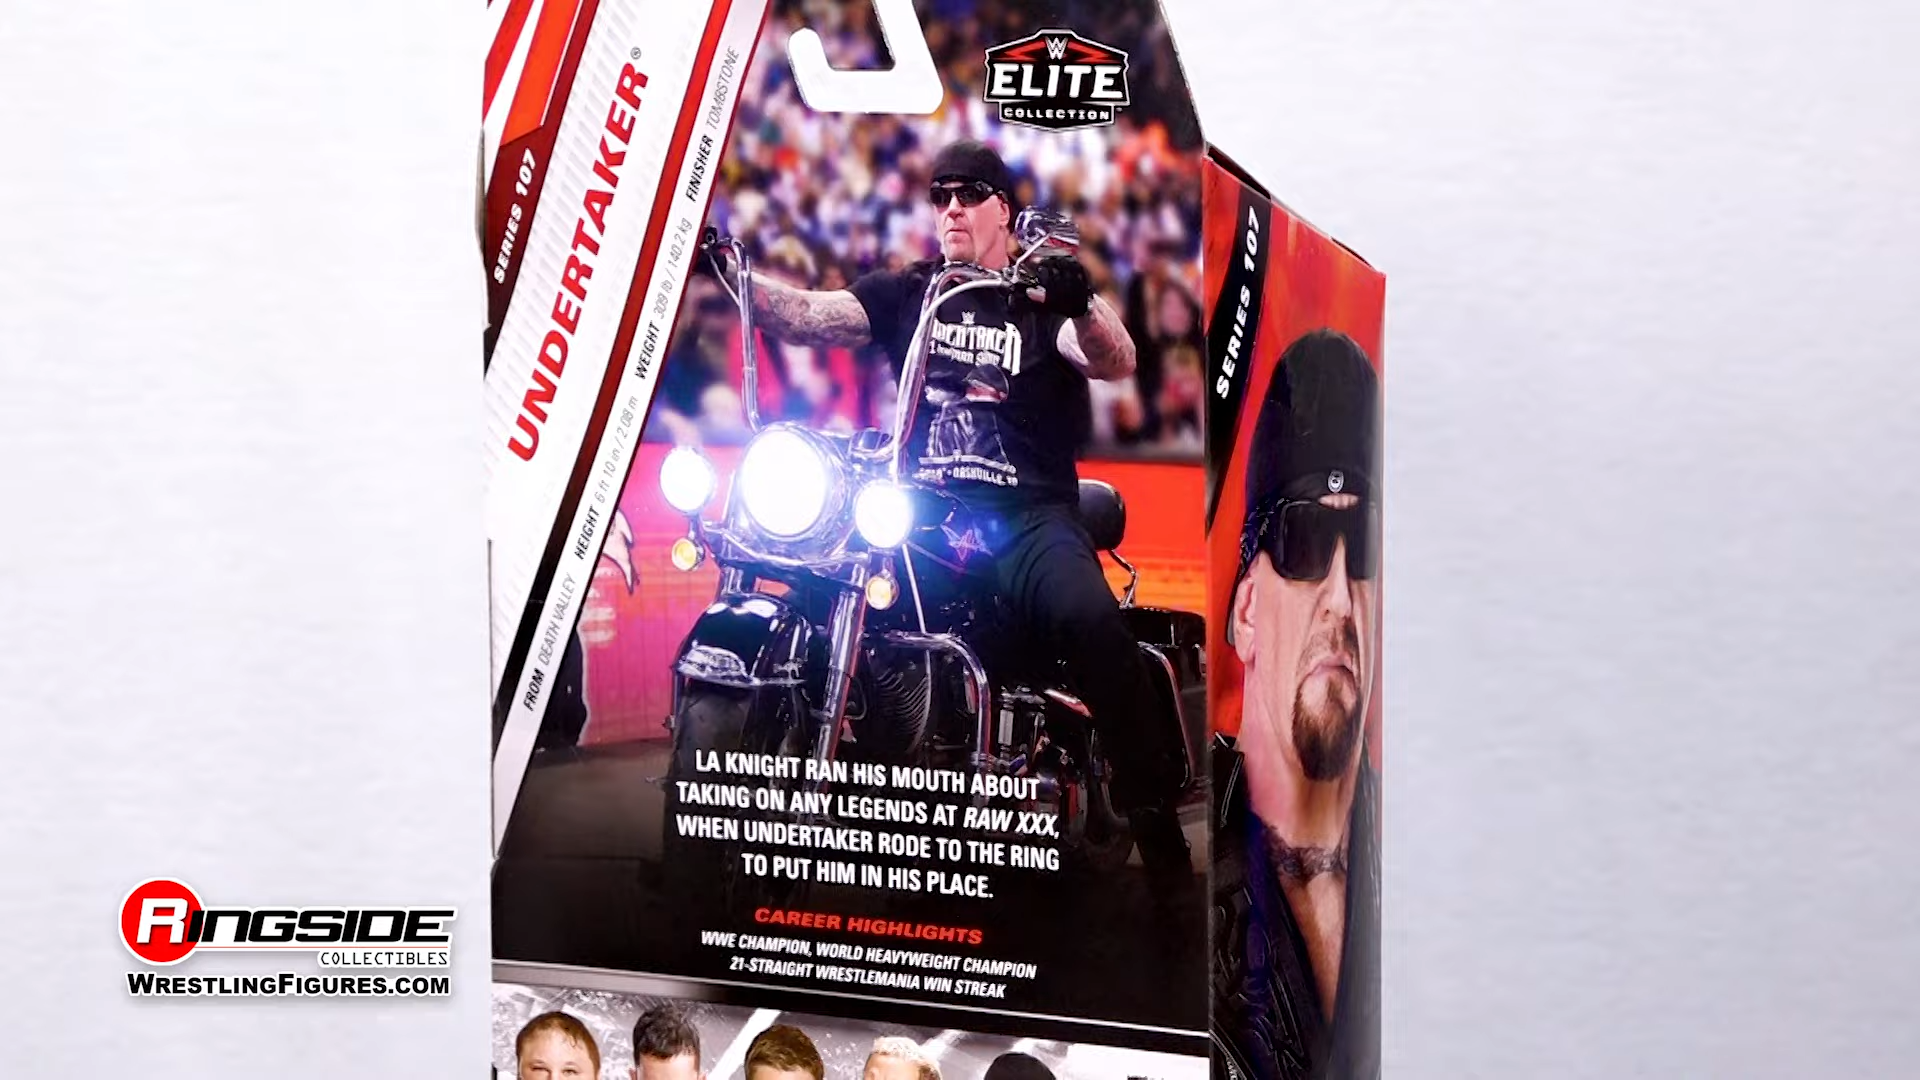 W
ELITE
COLLECTION
SERIES 107
UNDERTAKER®
FROM DEATH VALLEY HEIGHT 6 ft 10 in / 2.08 m WEIGHT 309 lb / 140.2 kg FINISHER TOMBSTONE
SERIES 107
LA KNIGHT RAN HIS MOUTH ABOUT
TAKING ON ANY LEGENDS AT RAW XXX,
WHEN UNDERTAKER RODE TO THE RING
TO PUT HIM IN HIS PLACE.
CAREER HIGHLIGHTS
WWE CHAMPION, WORLD HEAVYWEIGHT CHAMPION
21-STRAIGHT WRESTLEMANIA WIN STREAK
RINGSIDE
COLLECTIBLES
WRESTLINGFIGURES.COM